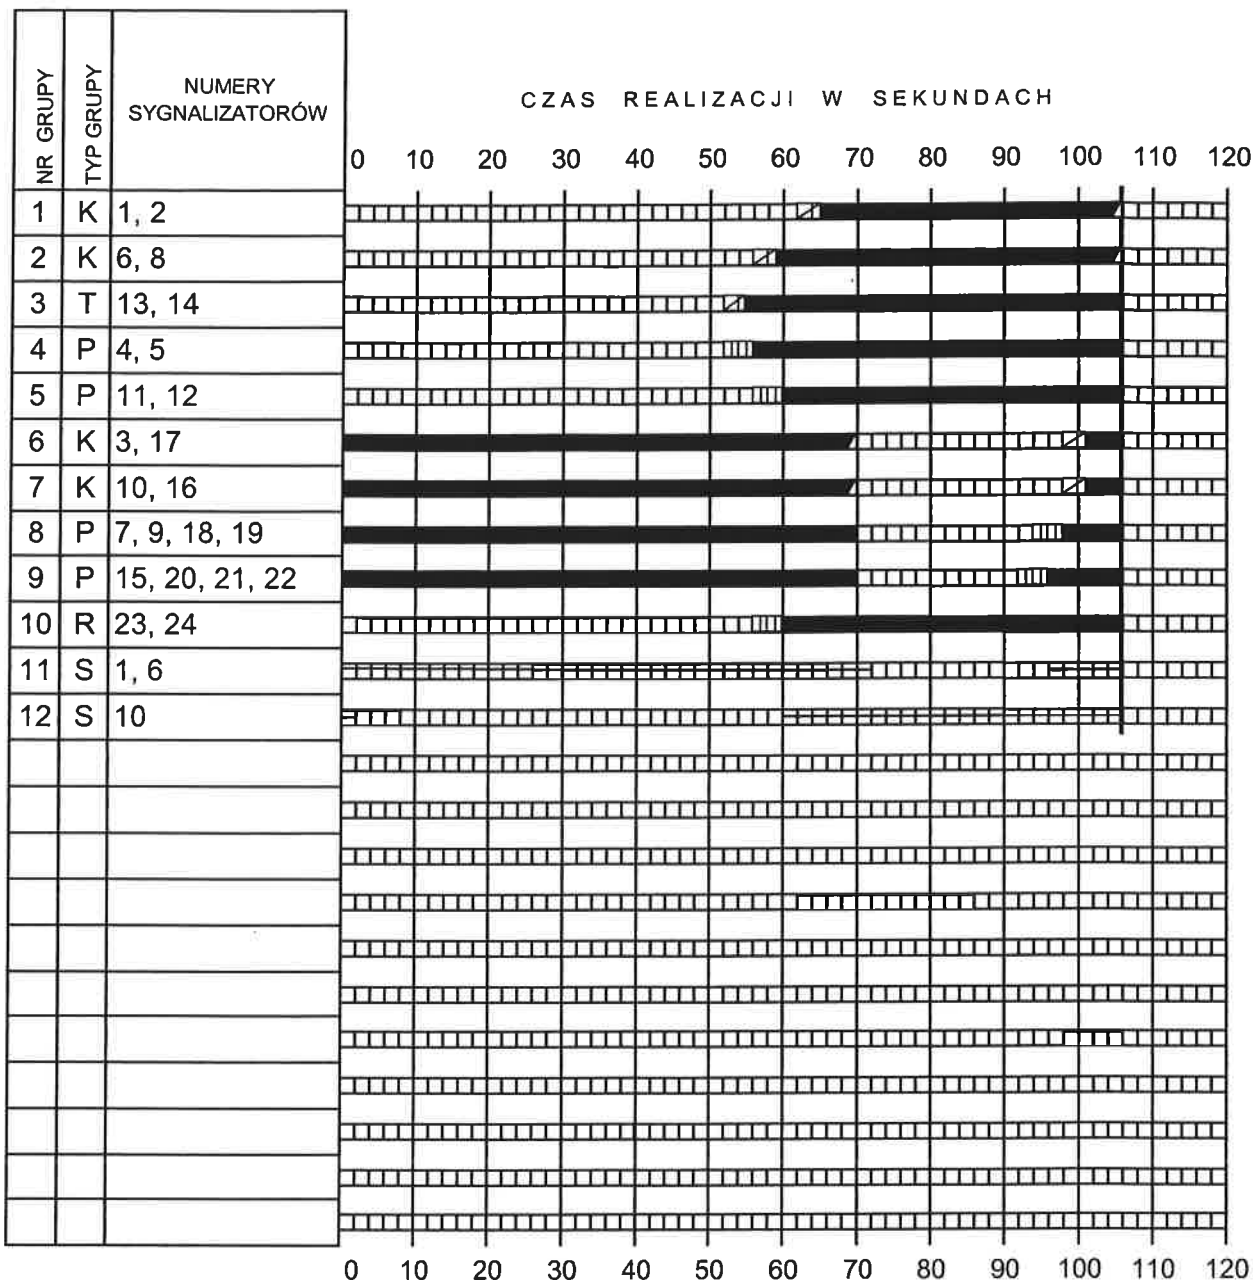 NR GRUPY
TYP GRUPY
NUMERY
SYGNALIZATORÓW
CZAS REALIZACJI W SEKUNDACH
0 10 20 30 40 50 60 70 80 90 100 110 120
1 K 1, 2
2 K 6, 8
3 T 13, 14
4 P 4, 5
5 P 11, 12
6 K 3, 17
7 K 10, 16
8 P 7, 9, 18, 19
9 P 15, 20, 21, 22
10 R 23, 24
11 S 1, 6
12 S 10
0 10 20 30 40 50 60 70 80 90 100 110 120